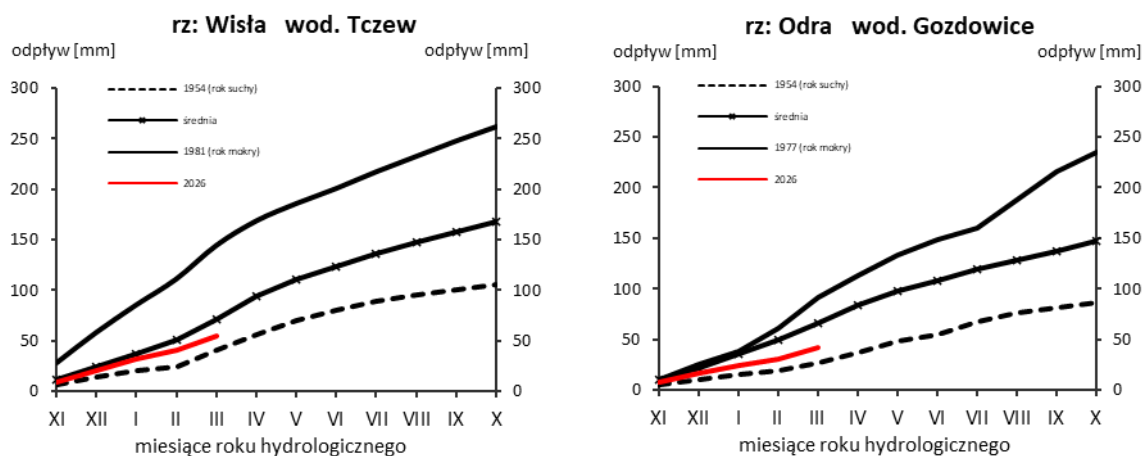 rz: Wisła wod. Tczew
odpływ [mm] odpływ [mm]
300 300
250 250
200 200
150 150
100 100
50 50
0 0
1954 (rok suchy)
średnia
1981 (rok mokry)
2026
XI XII I II III IV V VI VII VIII IX X
miesiące roku hydrologicznego
rz: Odra wod. Gozdowice
odpływ [mm] odpływ [mm]
300 300
250 250
200 200
150 150
100 100
50 50
0 0
1954 (rok suchy)
średnia
1977 (rok mokry)
2026
XI XII I II III IV V VI VII VIII IX X
miesiące roku hydrologicznego